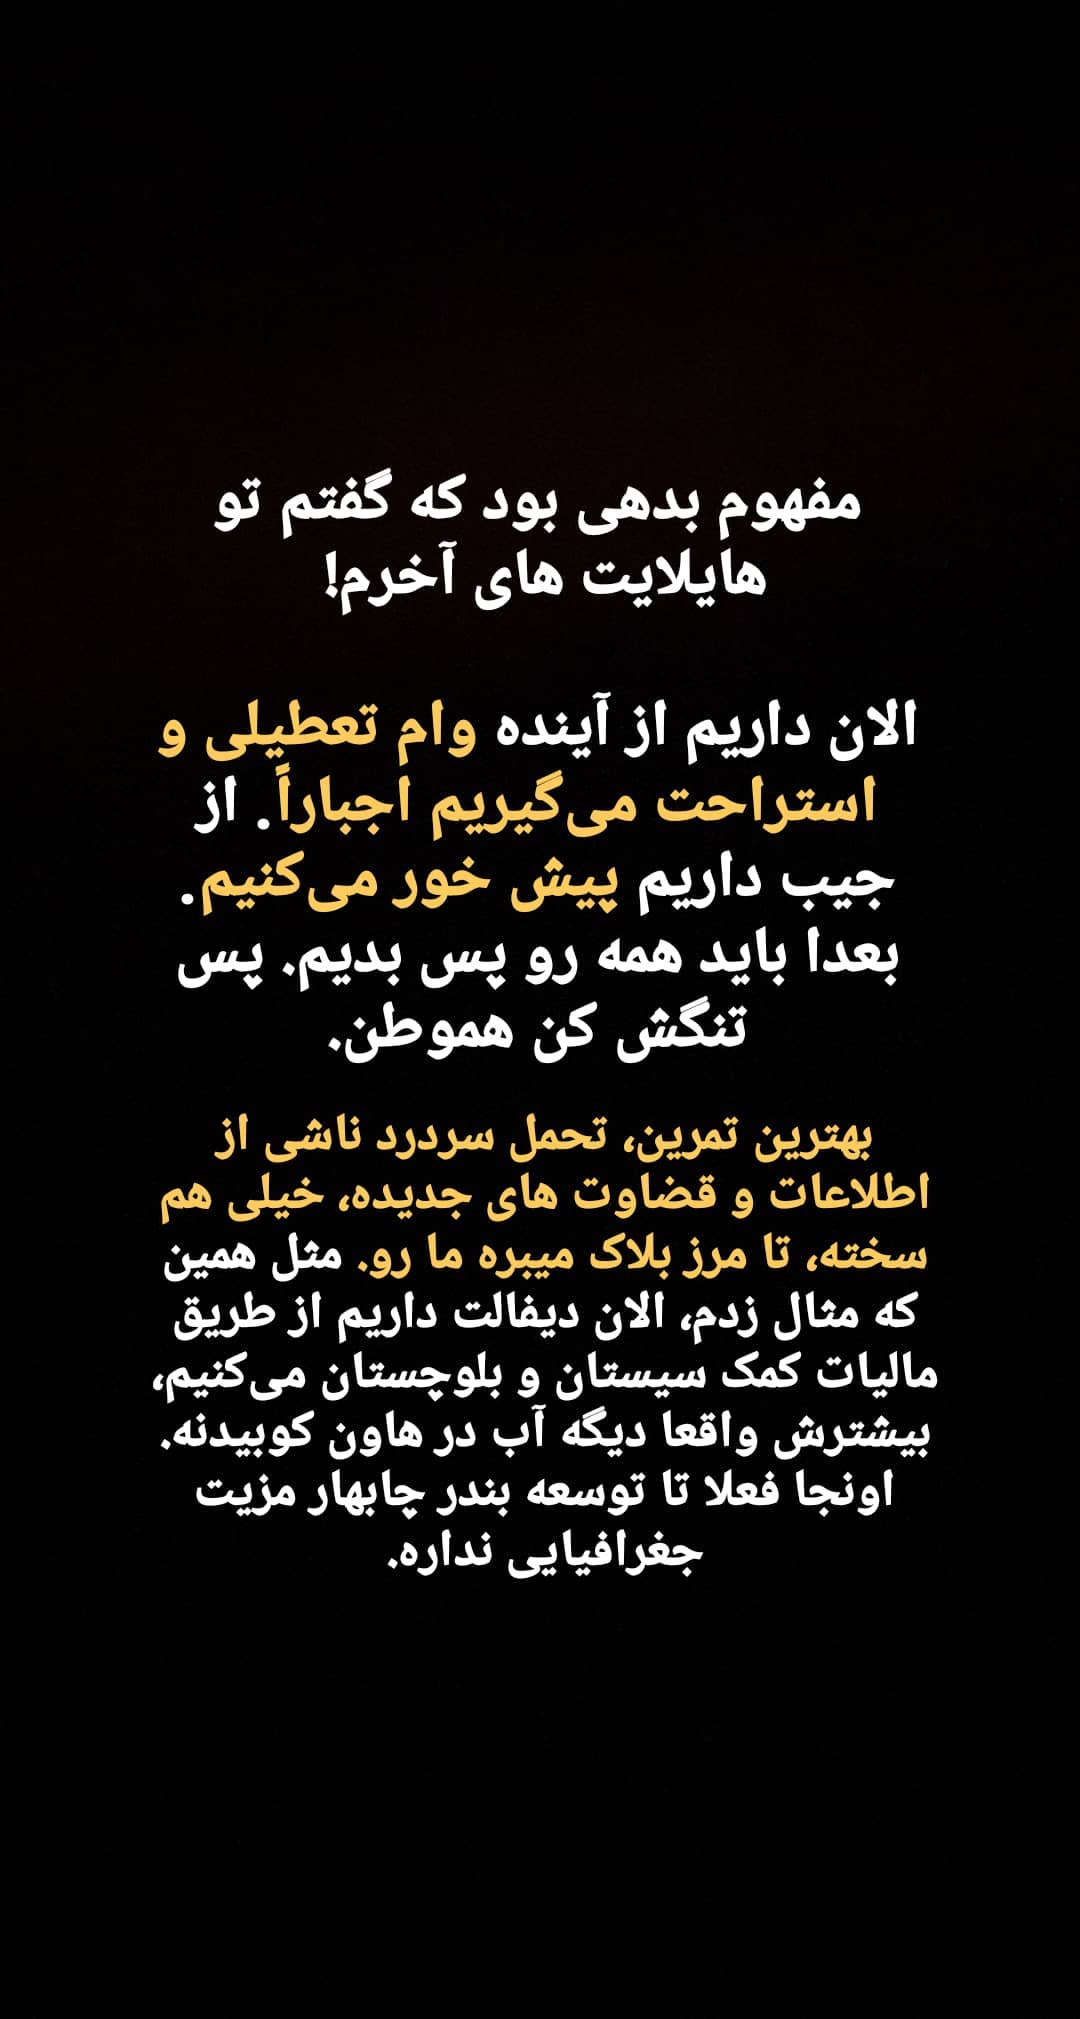 مفهوم بدهی بود که گفتم تو
هایلایت های آخرم!
الان داریم از آینده وام تعطیلی و
استراحت می‌گیریم اجباراً. از
جیب داریم پیش خور می‌کنیم.
بعدا باید همه رو پس بدیم. پس
تنگش کن هموطن.
بهترین تمرین، تحمل سردرد ناشی از
اطلاعات و قضاوت های جدیده، خیلی هم
سخته، تا مرز بلاک میبره ما رو. مثل همین
که مثال زدم، الان دیفالت داریم از طریق
مالیات کمک سیستان و بلوچستان می‌کنیم،
بیشترش واقعا دیگه آب در هاون کوبیدنه.
اونجا فعلا تا توسعه بندر چابهار مزیت
جغرافیایی نداره.